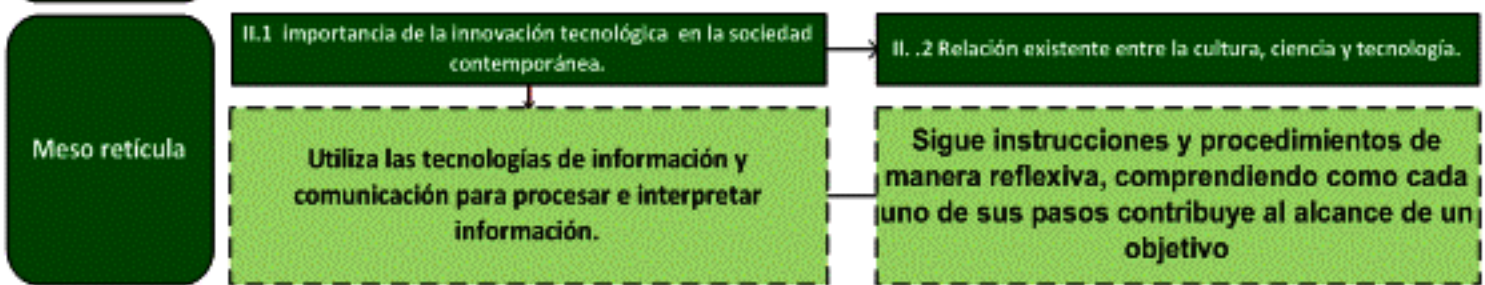 Meso retícula
II.1 importancia de la innovación tecnológica en la sociedad
contemporánea.
II. .2 Relación existente entre la cultura, ciencia y tecnología.
Utiliza las tecnologías de información y
comunicación para procesar e interpretar
información.
Sigue instrucciones y procedimientos de
manera reflexiva, comprendiendo como cada
uno de sus pasos contribuye al alcance de un
objetivo